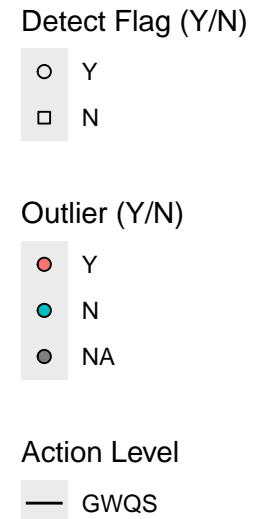 Detect Flag (Y/N)
Y
N
Outlier (Y/N)
Y
N
NA
Action Level
GWQS